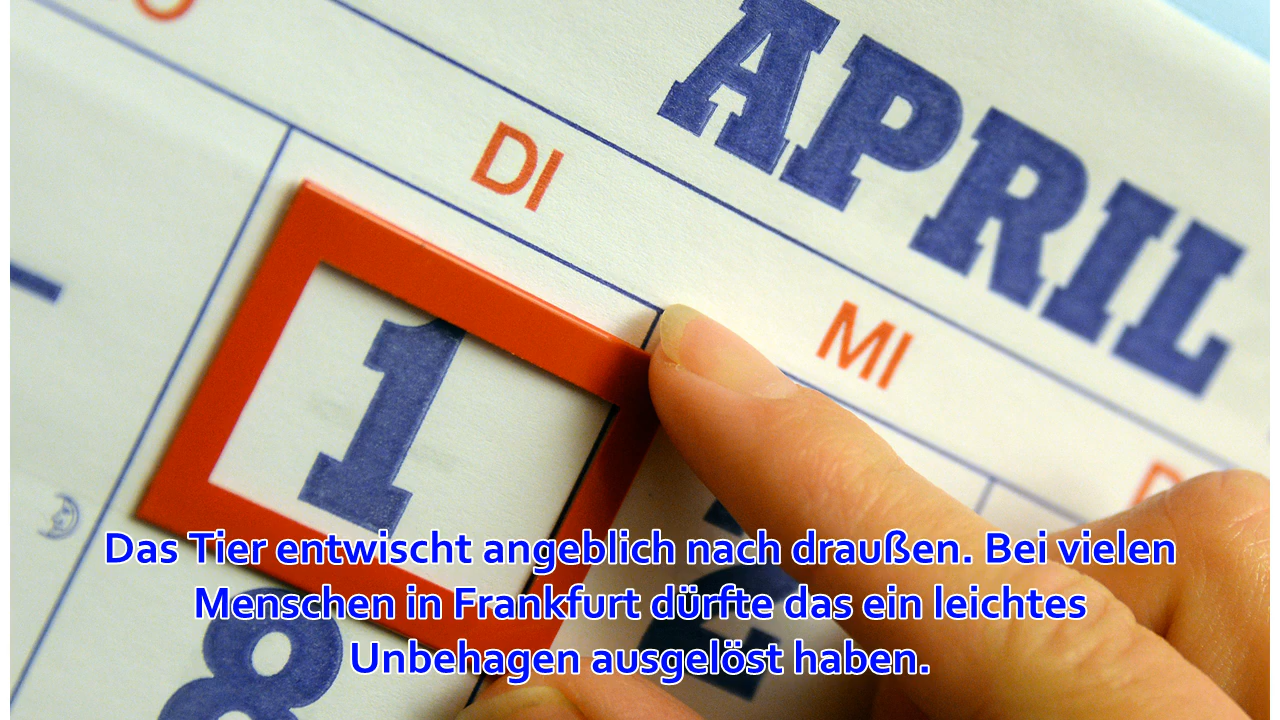 APRIL
DI
MI
1
8
Das Tier entwischt angeblich nach draußen. Bei vielen
Menschen in Frankfurt dürfte das ein leichtes
Unbehagen ausgelöst haben.